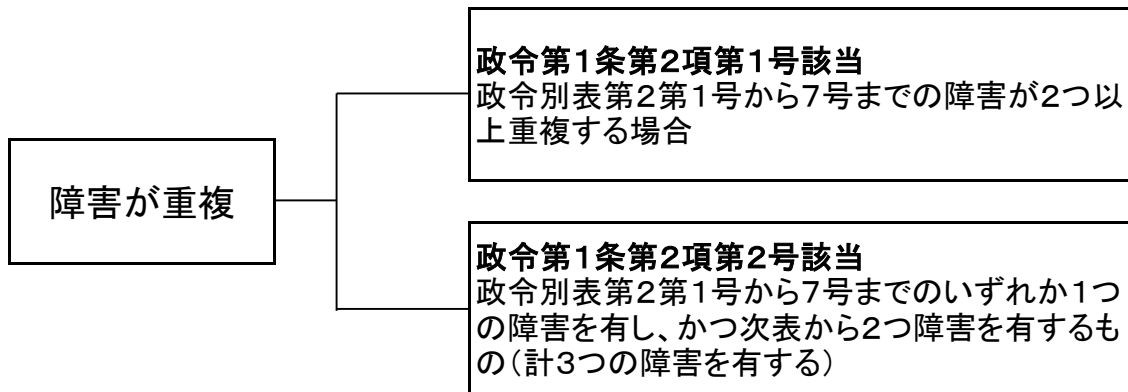 障害が重複
政令第1条第2項第1号該当
政令別表第2第1号から7号までの障害が2つ以
上重複する場合
政令第1条第2項第2号該当
政令別表第2第1号から7号までのいずれか1つ
の障害を有し、かつ次表から2つ障害を有するも
の(計3つの障害を有する)